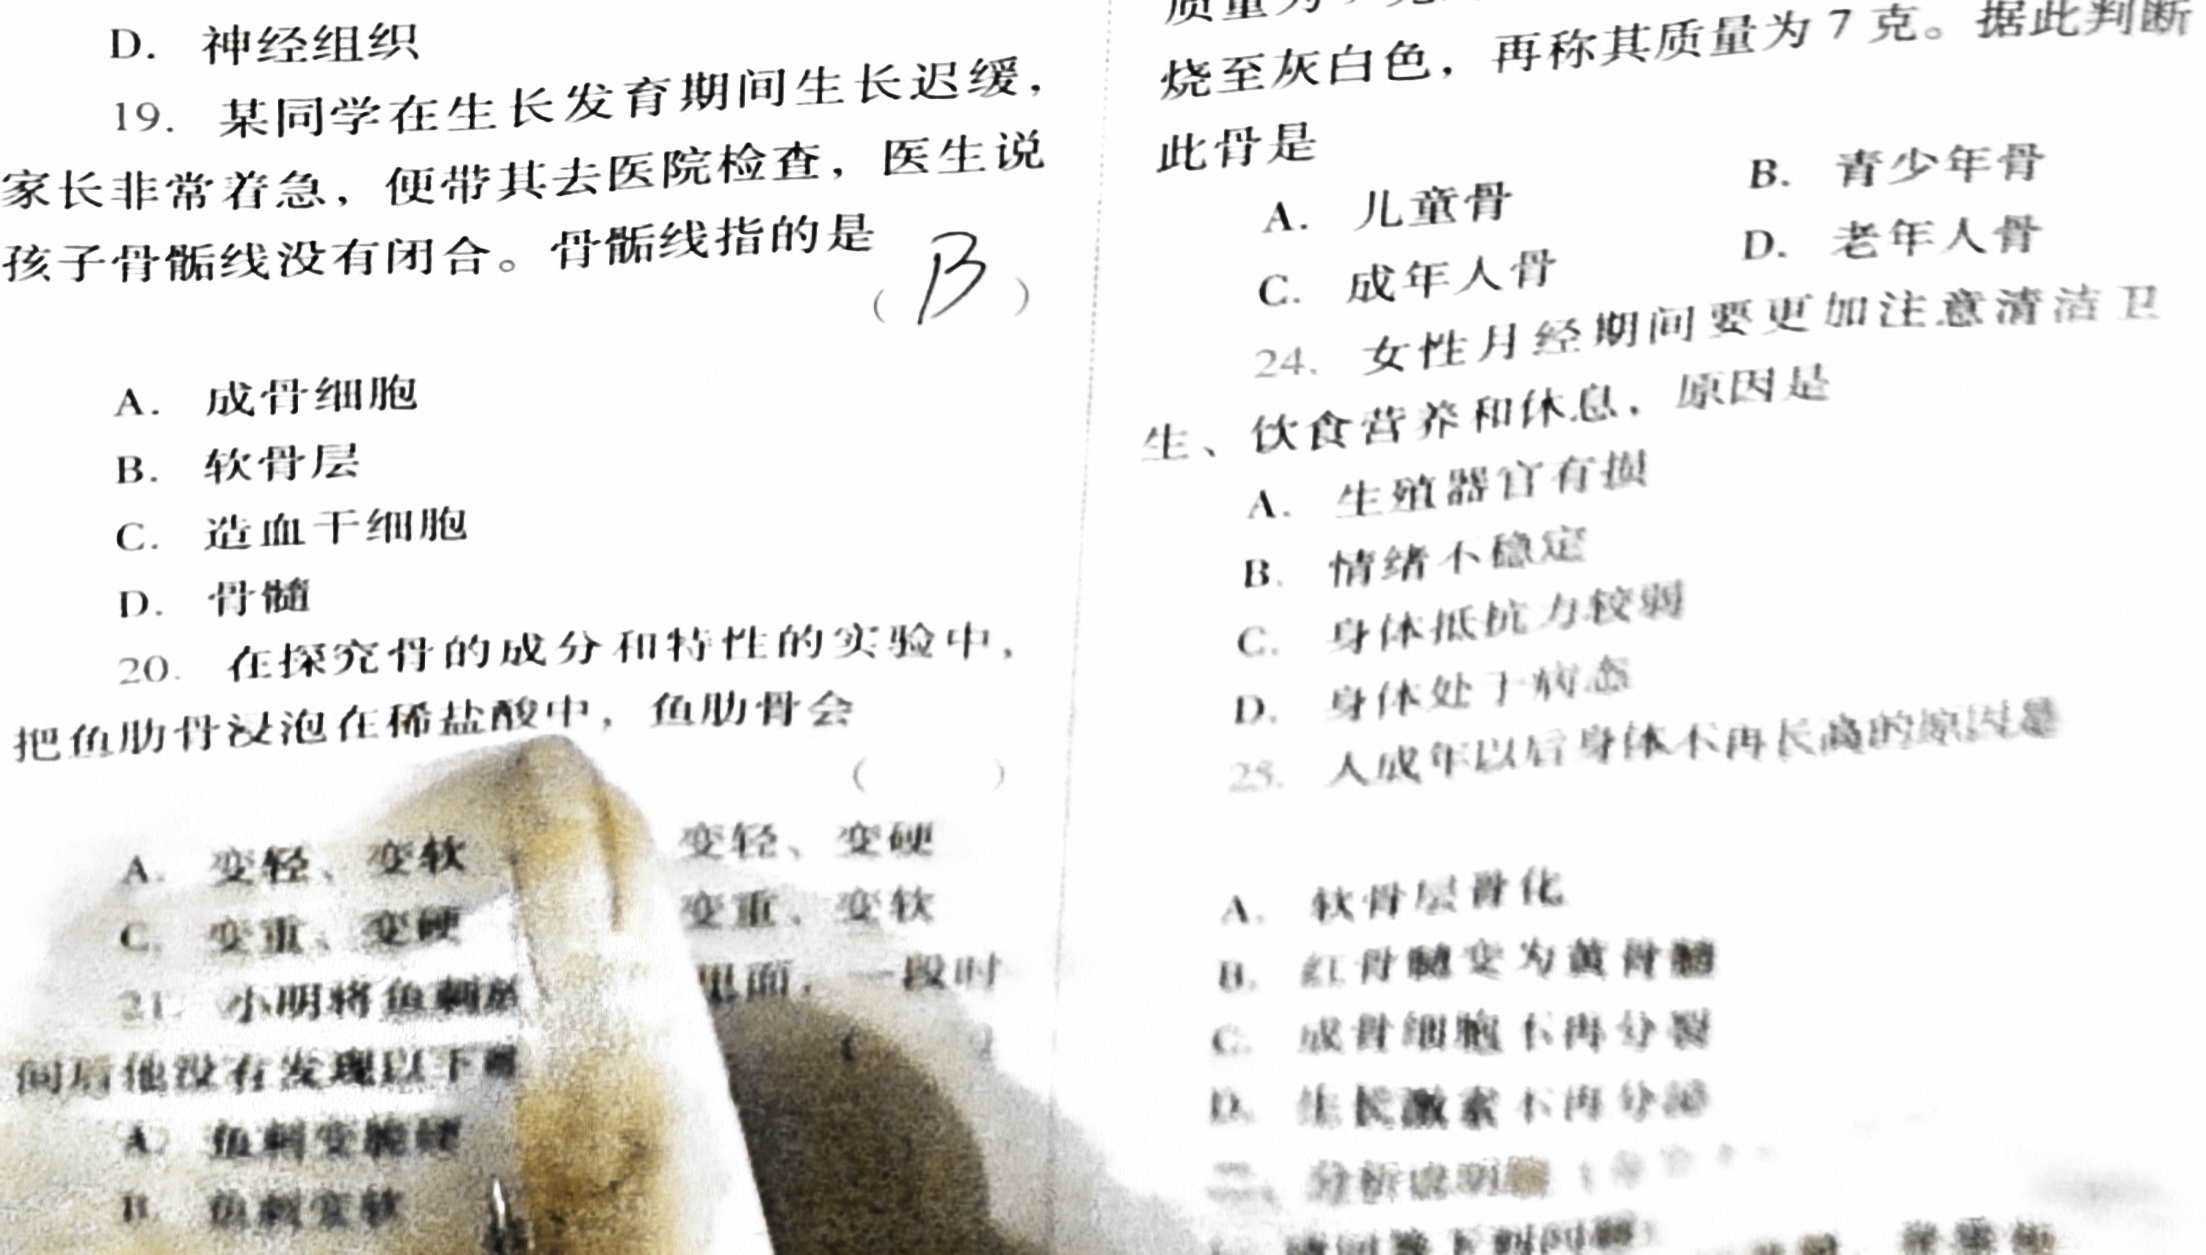 D. 神经组织
19. 某同学在生长发育期间生长迟缓，
家长非常着急，便带其去医院检查，医生说
孩子骨骺线没有闭合。骨骺线指的是
（ B ）
A. 成骨细胞
B. 软骨层
C. 造血干细胞
D. 骨髓
20. 在探究骨的成分和特性的实验中，
把鱼肋骨浸泡在稀盐酸中，鱼肋骨会
（ ）
A. 变轻、变软 变轻、变硬
C. 变重、变硬 变重、变软
21. 小明将鱼刺放 里面，一段时
间后他没有发现以下
A. 鱼刺变
B. 鱼刺变软
烧至灰白色，再称其质量为 7 克。据此判断
此骨是
A. 儿童骨 B. 青少年骨
C. 成年人骨 D. 老年人骨
24. 女性月经期间要更加注意清洁卫
生、饮食营养和休息，原因是
A. 生殖器官有损
B. 情绪不稳定
C. 身体抵抗力较弱
D. 身体处于病态
25. 人成年以后身体不再长高的原因是
A. 软骨层骨化
B. 红骨髓变为黄骨髓
C. 成骨细胞不再分裂
D. 生长激素不再分泌
分析说明题